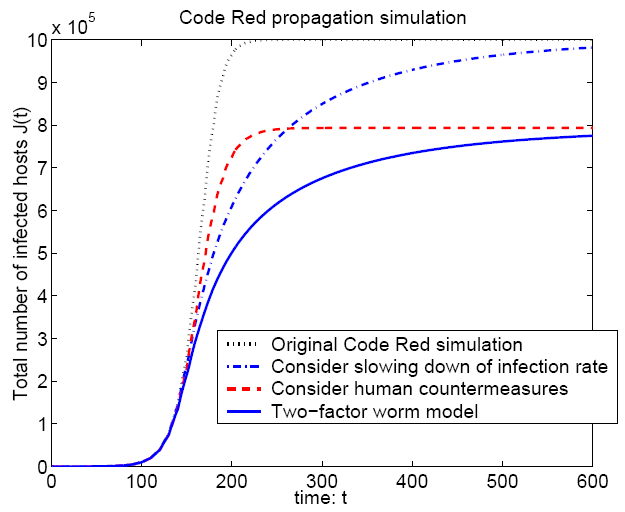 Code Red propagation simulation
x 10^5
Total number of infected hosts J(t)
10
9
8
7
6
5
4
3
2
1
0
Original Code Red simulation
Consider slowing down of infection rate
Consider human countermeasures
Two-factor worm model
0 100 200 300 400 500 600
time: t